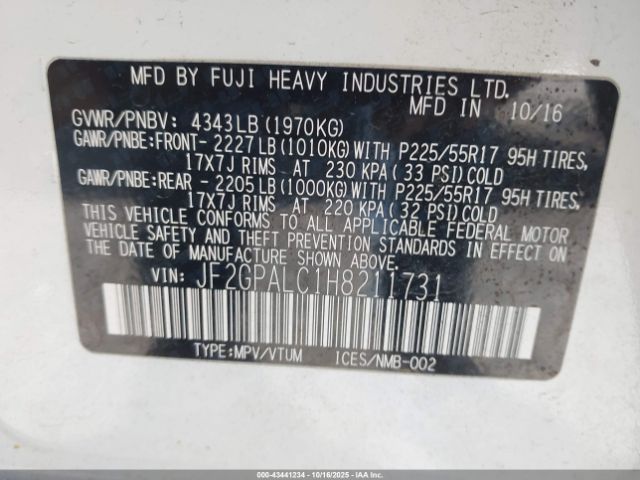 MFD BY FUJI HEAVY INDUSTRIES LTD.
MFD IN 10/16
GVWR/PNBV: 4343LB (1970KG)
GAWR/PNBE:FRONT- 2227LB (1010KG) WITH P225/55R17 95H TIRES,
17X7J RIMS AT 230 KPA (33 PSI) COLD
GAWR/PNBE:REAR - 2205LB (1000KG) WITH P225/55R17 95H TIRES,
17X7J RIMS AT 220 KPA (32 PSI) COLD
THIS VEHICLE CONFORMS TO ALL APPLICABLE FEDERAL MOTOR
VEHICLE SAFETY AND THEFT PREVENTION STANDARDS IN EFFECT ON
THE DATE OF MANUFACTURE SHOWN ABOVE.
VIN: JF2GPALC1H8211731
TYPE:MPV/VTUM ICES/NMB-002
000-43441234 - 10/16/2025 - IAA Holdings, LLC. - COPYRIGHT